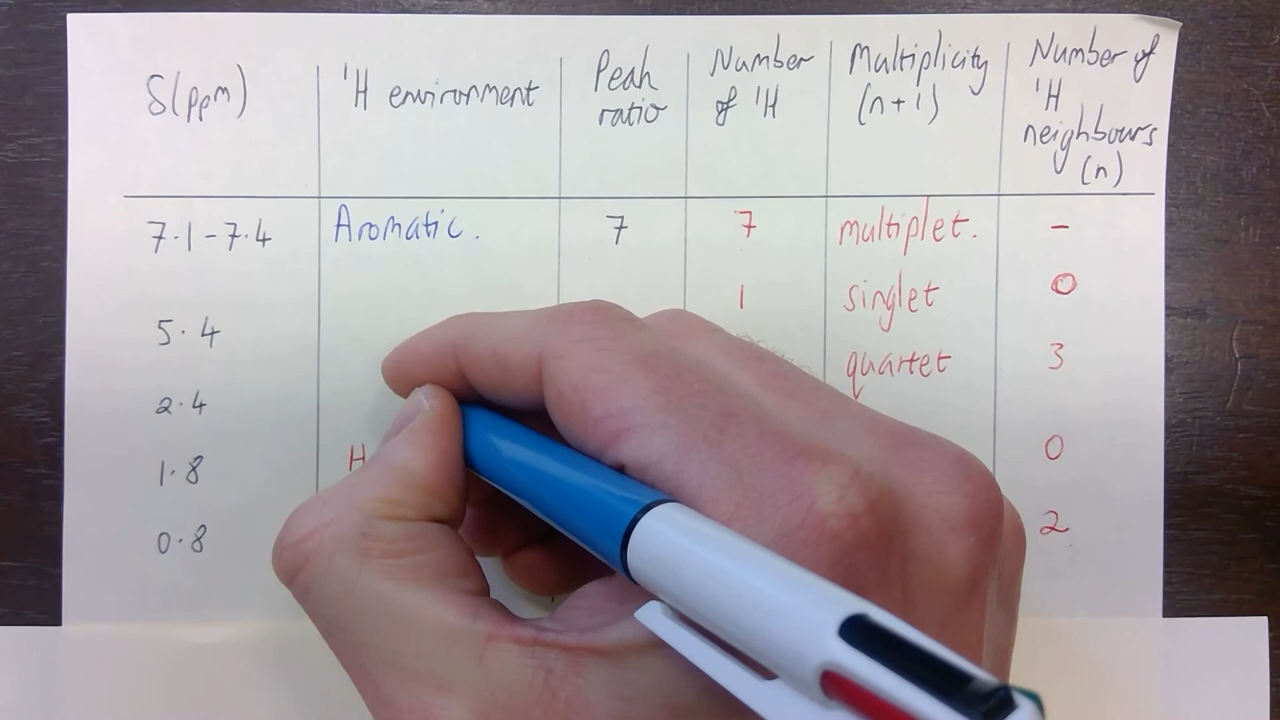 δ(ppm) ¹H environment Peak ratio Number of ¹H Multiplicity (n+1) Number of ¹H neighbours (n)
7.1-7.4 Aromatic. 7 7 multiplet. -
1 singlet 0
5.4
quartet 3
2.4
H 0
1.8
2
0.8